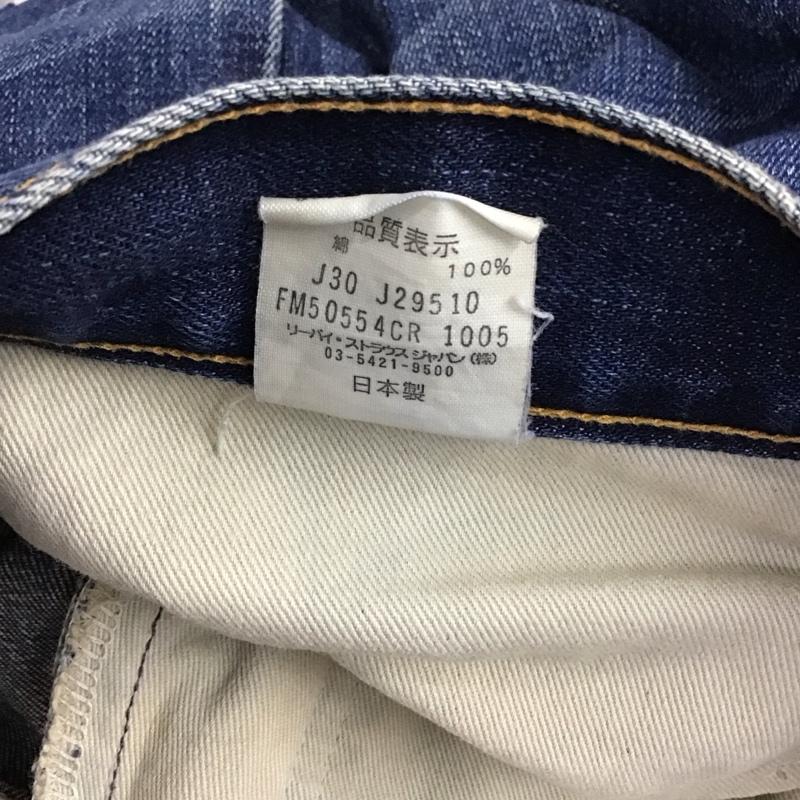 品質表示
綿 100%
J30 J29510
FM50554CR 1005
リーバイ・ストラウス ジャパン(株)
03-5421-9500
日本製